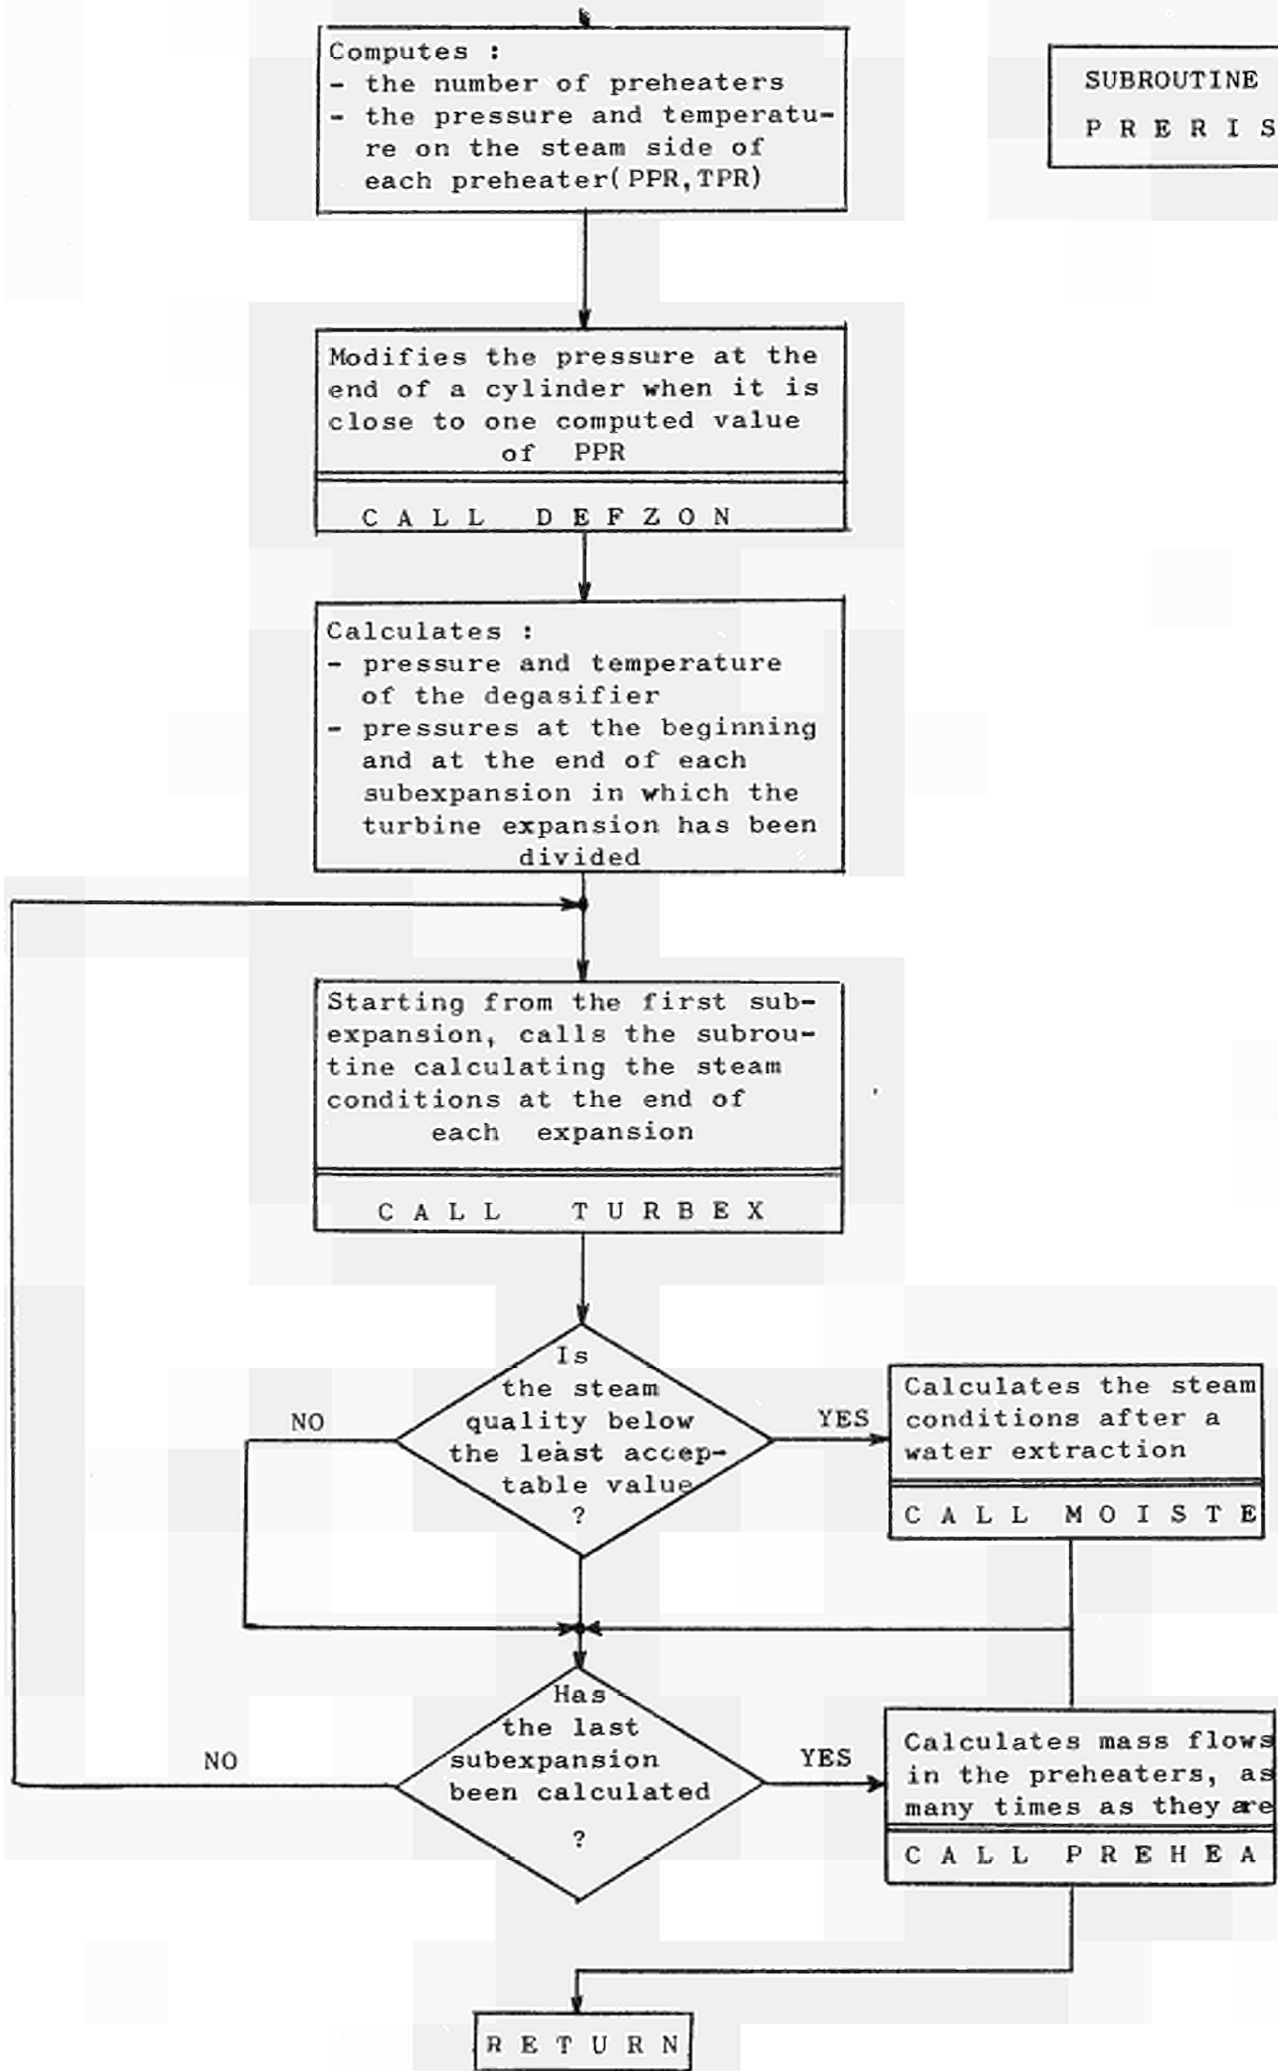 Computes :
- the number of preheaters
- the pressure and temperatu-
re on the steam side of
each preheater(PPR,TPR)
SUBROUTINE
P R E R I S
Modifies the pressure at the
end of a cylinder when it is
close to one computed value
of PPR
C A L L D E F Z O N
Calculates :
- pressure and temperature
of the degasifier
- pressures at the beginning
and at the end of each
subexpansion in which the
turbine expansion has been
divided
Starting from the first sub-
expansion, calls the subrou-
tine calculating the steam
conditions at the end of
each expansion
C A L L T U R B E X
Is
the steam
quality below
the least accep-
table value
?
NO
YES
Calculates the steam
conditions after a
water extraction
C A L L M O I S T E
Has
the last
subexpansion
been calculated
?
NO
YES
Calculates mass flows
in the preheaters, as
many times as they are
C A L L P R E H E A
R E T U R N